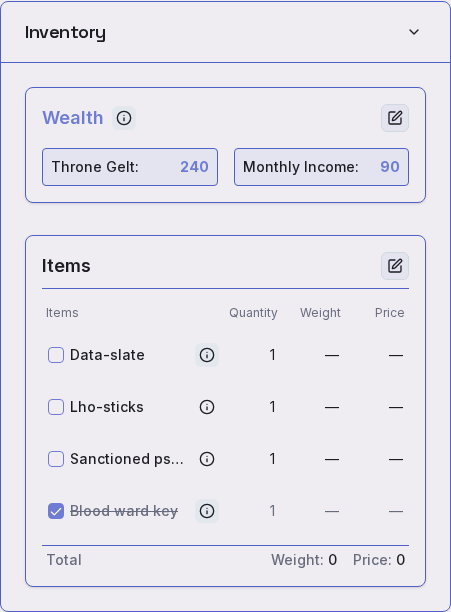 Inventory
Wealth
Throne Gelt: 240 Monthly Income: 90
Items
Items Quantity Weight Price
Data-slate 1 — —
Lho-sticks 1 — —
Sanctioned ps... 1 — —
Blood ward key 1 — —
Total Weight: 0 Price: 0